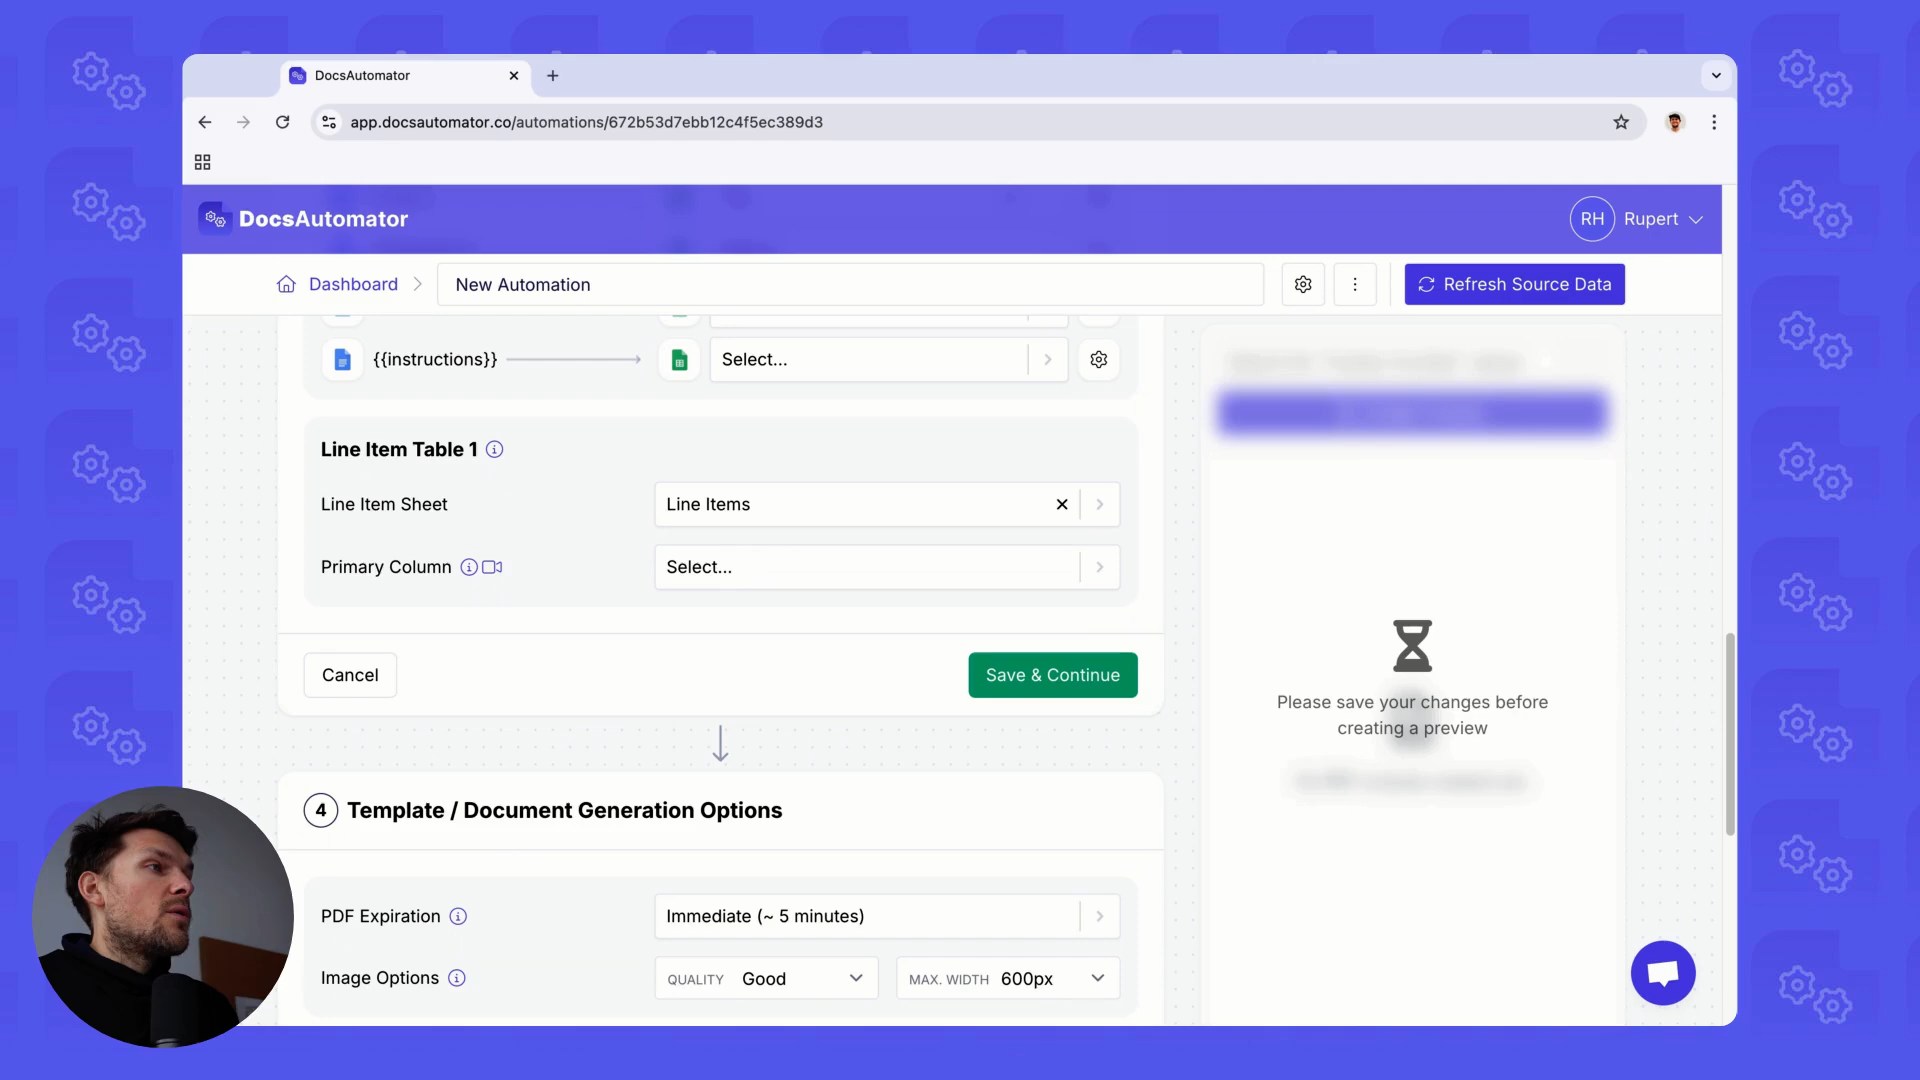 DocsAutomator
app.docsautomator.co/automations/672b53d7ebb12c4f5ec389d3
DocsAutomator
RH Rupert
Dashboard
New Automation
Refresh Source Data
{{instructions}}
Select...
Line Item Table 1
Line Item Sheet
Line Items
Primary Column
Select...
Cancel
Save & Continue
Please save your changes before
creating a preview
4 Template / Document Generation Options
PDF Expiration
Immediate (~ 5 minutes)
Image Options
QUALITY Good
MAX. WIDTH 600px